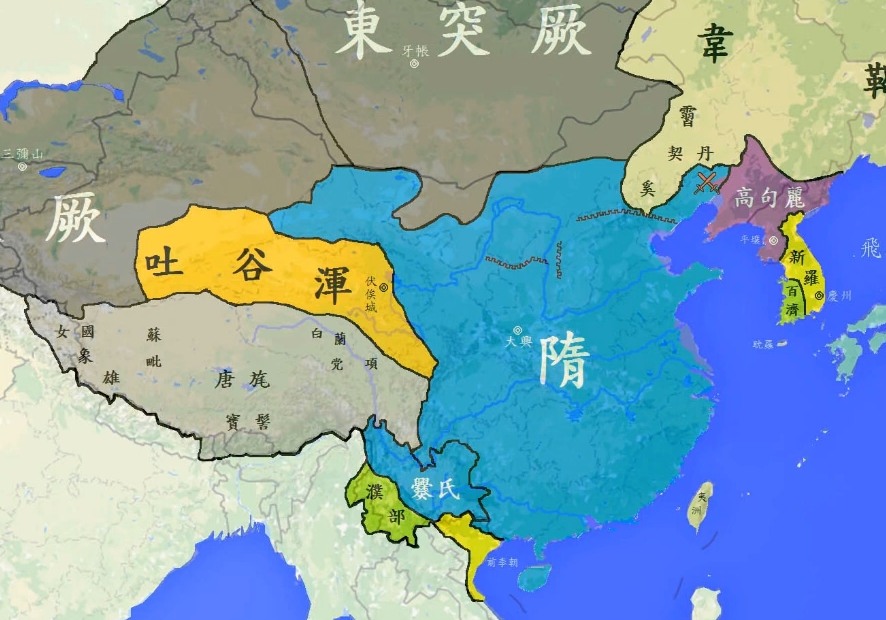 東突厥
牙帳
韋
契丹
奚
三彌山
厥
高句麗
平壤
新羅
百濟
慶州
飛
耽羅
吐谷渾
伏俟城
大興
隋
女國
象雄
蘇毗
白蘭
党項
唐旄
寶髻
爨氏
濮部
前李朝
夷洲